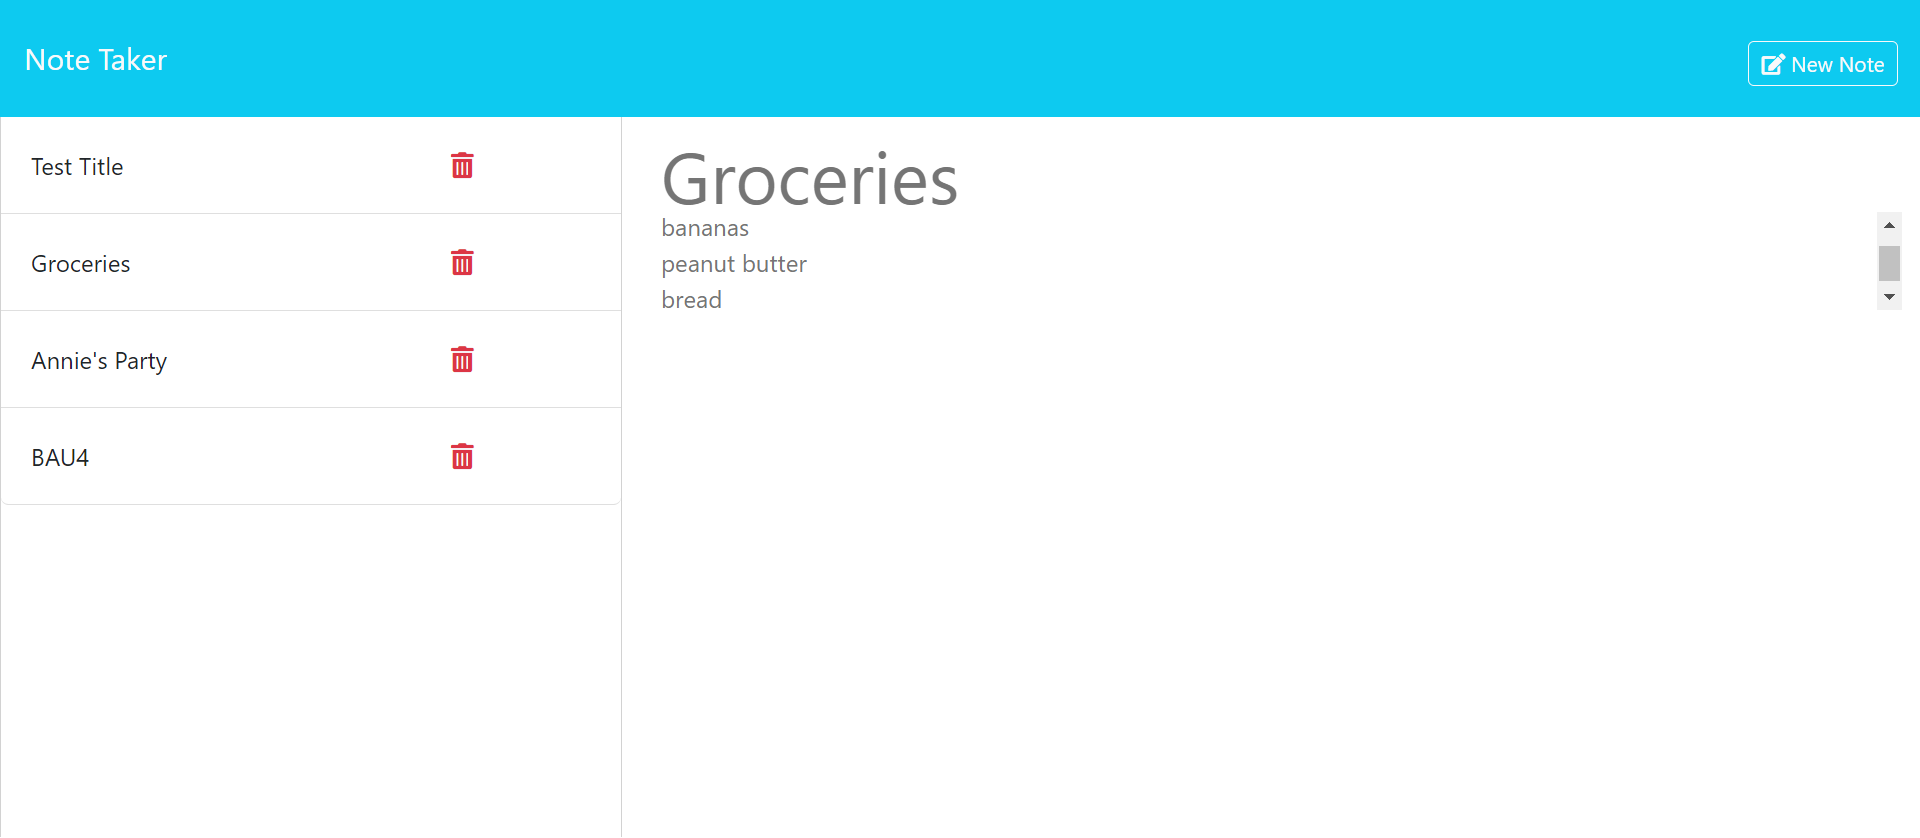 Note Taker
New Note
Test Title
Groceries
Annie's Party
BAU4
Groceries
bananas
peanut butter
bread